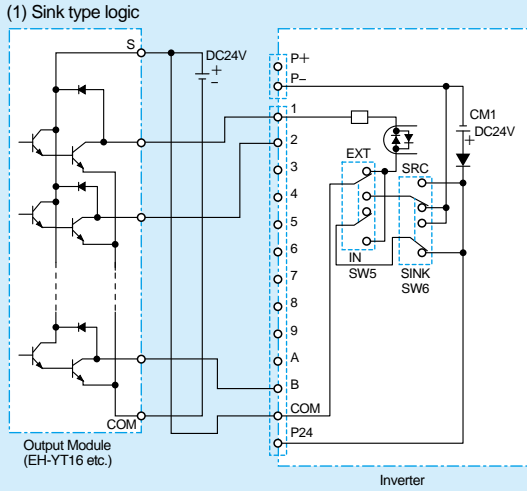 (1) Sink type logic
S
DC24V
+
−
COM
Output Module
(EH-YT16 etc.)
P+
P−
1
2
3
4
5
6
7
8
9
A
B
COM
P24
EXT
IN
SW5
SRC
SINK
SW6
CM1
DC24V
+
Inverter